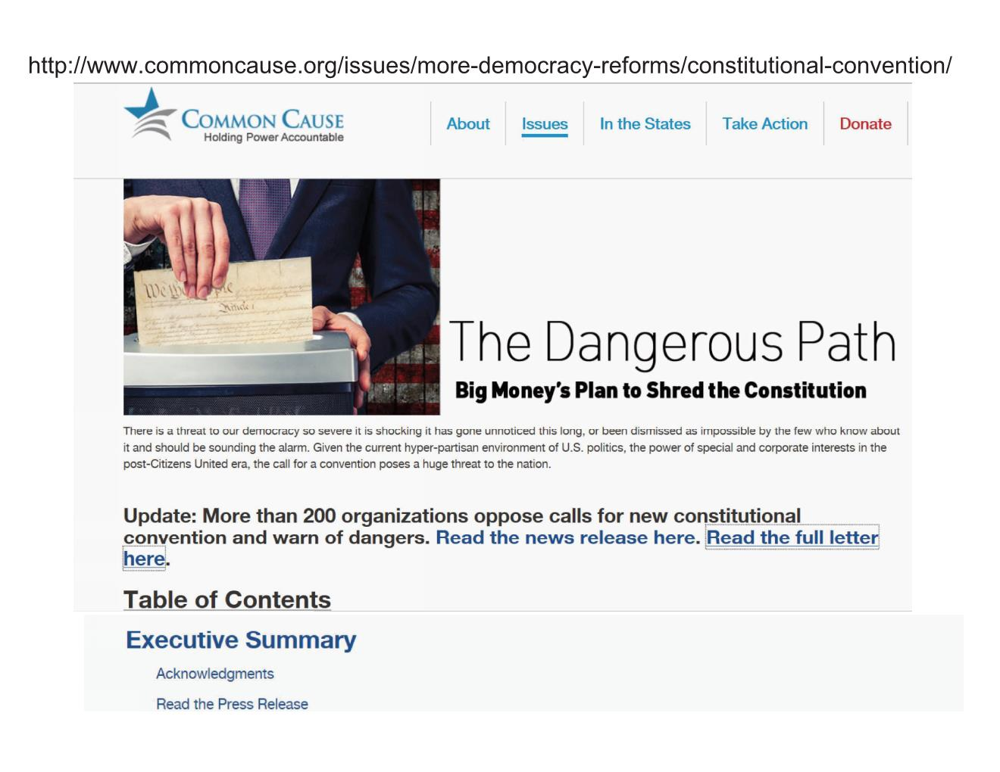 http://www.commoncause.org/issues/more-democracy-reforms/constitutional-convention/
COMMON CAUSE
Holding Power Accountable
About
Issues
In the States
Take Action
Donate
We the People
Article I
The Dangerous Path
Big Money's Plan to Shred the Constitution
There is a threat to our democracy so severe it is shocking it has gone unnoticed this long, or been dismissed as impossible by the few who know about
it and should be sounding the alarm. Given the current hyper-partisan environment of U.S. politics, the power of special and corporate interests in the
post-Citizens United era, the call for a convention poses a huge threat to the nation.
Update: More than 200 organizations oppose calls for new constitutional
convention and warn of dangers. Read the news release here. Read the full letter
here.
Table of Contents
Executive Summary
Acknowledgments
Read the Press Release